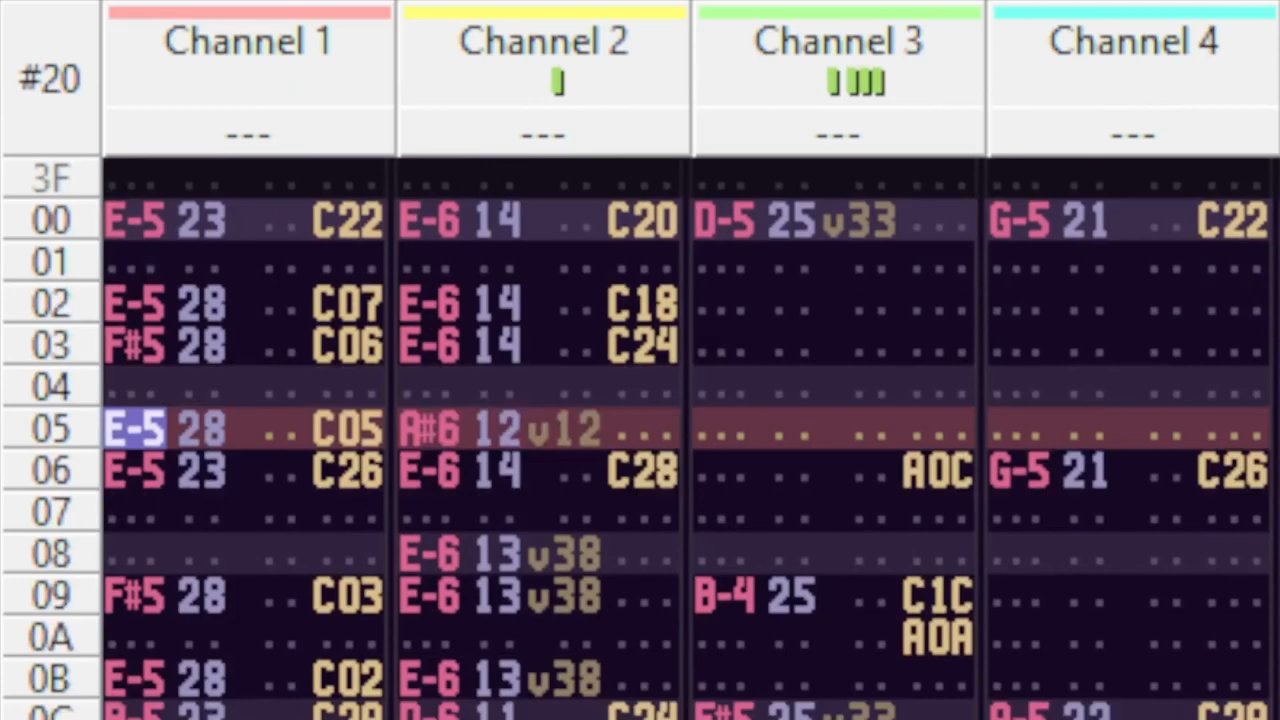 Channel 1 Channel 2 Channel 3 Channel 4
#20
--- --- --- ---
3F ... .. .. ... ... .. .. ... ... .. .. ... ... .. .. ...
00 E-5 23 .. C22 E-6 14 .. C20 D-5 25 v33 ... G-5 21 .. C22
01 ... .. .. ... ... .. .. ... ... .. .. ... ... .. .. ...
02 E-5 28 .. C07 E-6 14 .. C18 ... .. .. ... ... .. .. ...
03 F#5 28 .. C06 E-6 14 .. C24 ... .. .. ... ... .. .. ...
04 ... .. .. ... ... .. .. ... ... .. .. ... ... .. .. ...
05 E-5 28 .. C05 A#6 12 v12 ... ... .. .. ... ... .. .. ...
06 E-5 23 .. C26 E-6 14 .. C28 ... .. .. A0C G-5 21 .. C26
07 ... .. .. ... ... .. .. ... ... .. .. ... ... .. .. ...
08 ... .. .. ... E-6 13 v38 ... ... .. .. ... ... .. .. ...
09 F#5 28 .. C03 E-6 13 v38 ... B-4 25 .. C1C ... .. .. ...
0A ... .. .. ... ... .. .. ... ... .. .. A0A ... .. .. ...
0B E-5 28 .. C02 E-6 13 v38 ... ... .. .. ... ... .. .. ...